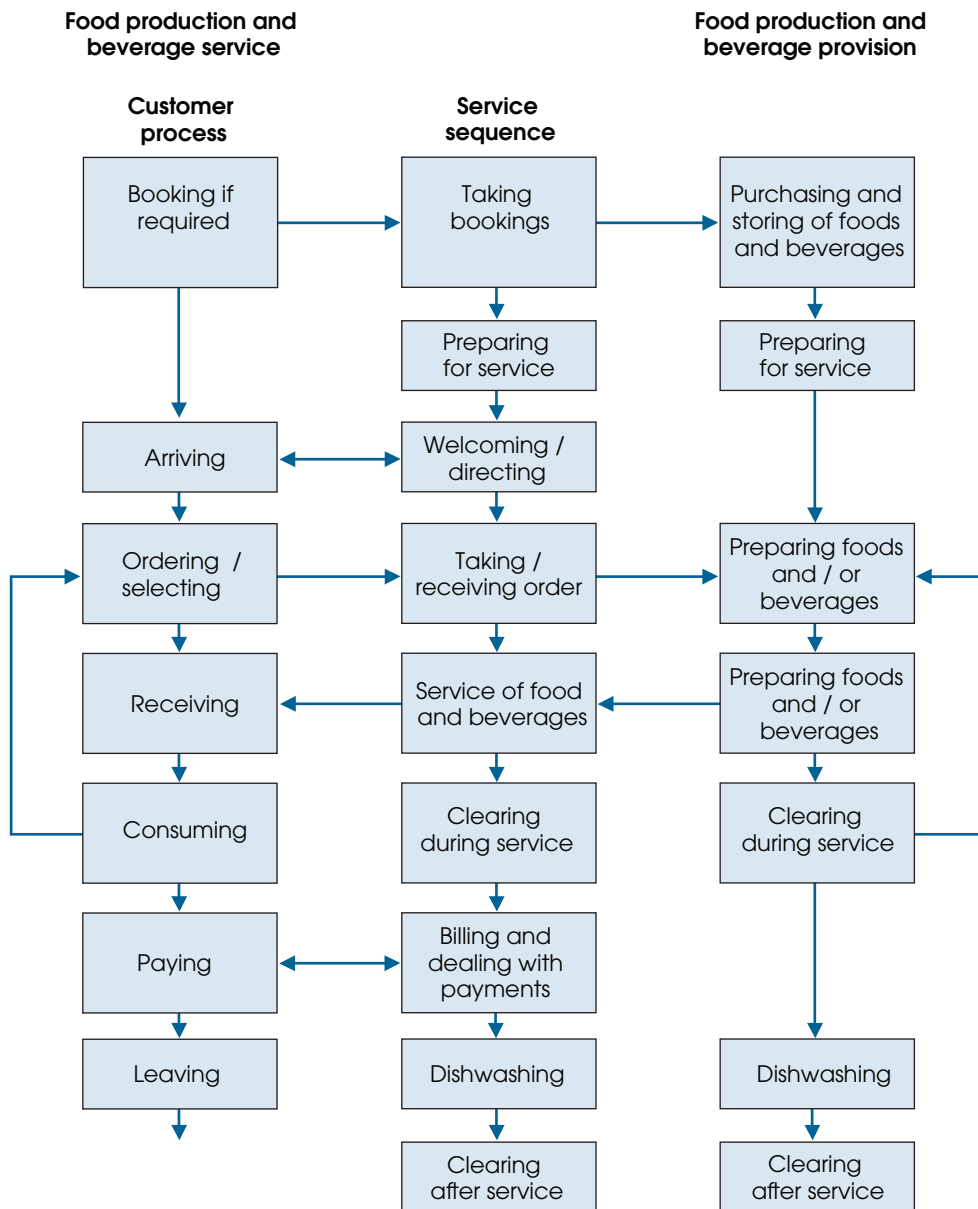 Food production and
beverage service
Food production and
beverage provision
Customer
process
Service
sequence
Booking if
required
Taking
bookings
Purchasing and
storing of foods
and beverages
Preparing
for service
Preparing
for service
Arriving
Welcoming /
directing
Ordering /
selecting
Taking /
receiving order
Preparing foods
and / or
beverages
Receiving
Service of food
and beverages
Preparing foods
and / or
beverages
Consuming
Clearing
during service
Clearing
during service
Paying
Billing and
dealing with
payments
Leaving
Dishwashing
Dishwashing
Clearing
after service
Clearing
after service